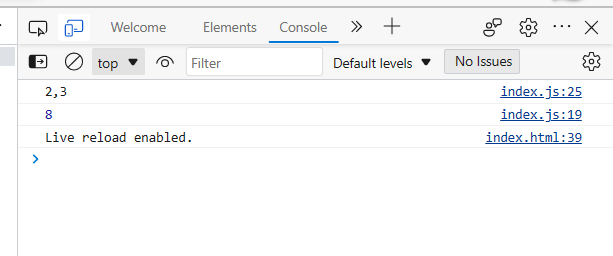 Welcome Elements Console
top Filter Default levels No Issues
2,3 index.js:25
8 index.js:19
Live reload enabled. index.html:39